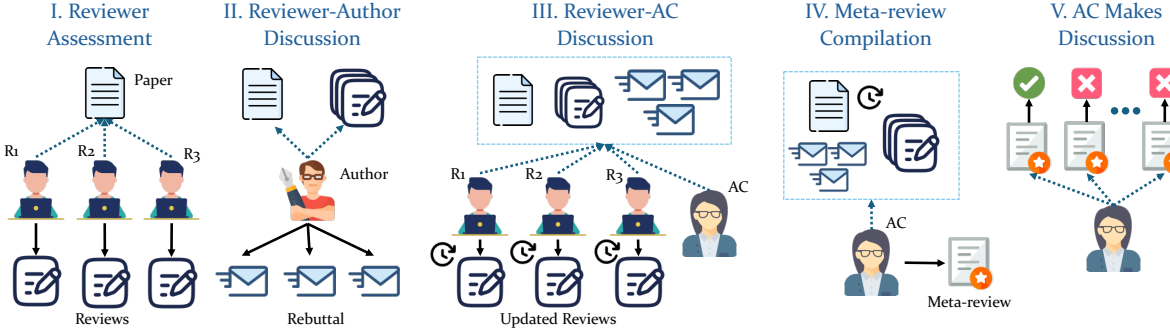 I. Reviewer
Assessment
Paper
R1
R2
R3
Reviews
II. Reviewer-Author
Discussion
Author
Rebuttal
III. Reviewer-AC
Discussion
R1
R2
R3
AC
Updated Reviews
IV. Meta-review
Compilation
AC
Meta-review
V. AC Makes
Discussion